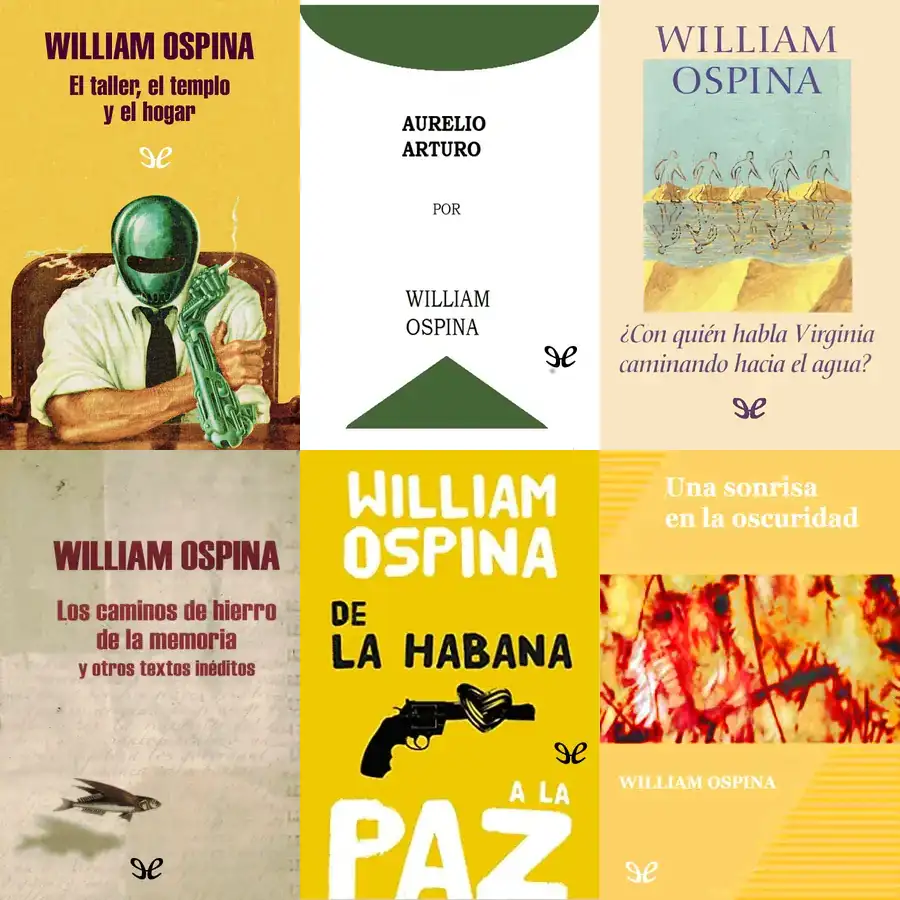 WILLIAM OSPINA
El taller, el templo
y el hogar
AURELIO
ARTURO
POR
WILLIAM
OSPINA
WILLIAM
OSPINA
¿Con quién habla Virginia
caminando hacia el agua?
WILLIAM OSPINA
Los caminos de hierro
de la memoria
y otros textos inéditos
WILLIAM
OSPINA
DE
LA HABANA
A LA
PAZ
Una sonrisa
en la oscuridad
WILLIAM OSPINA